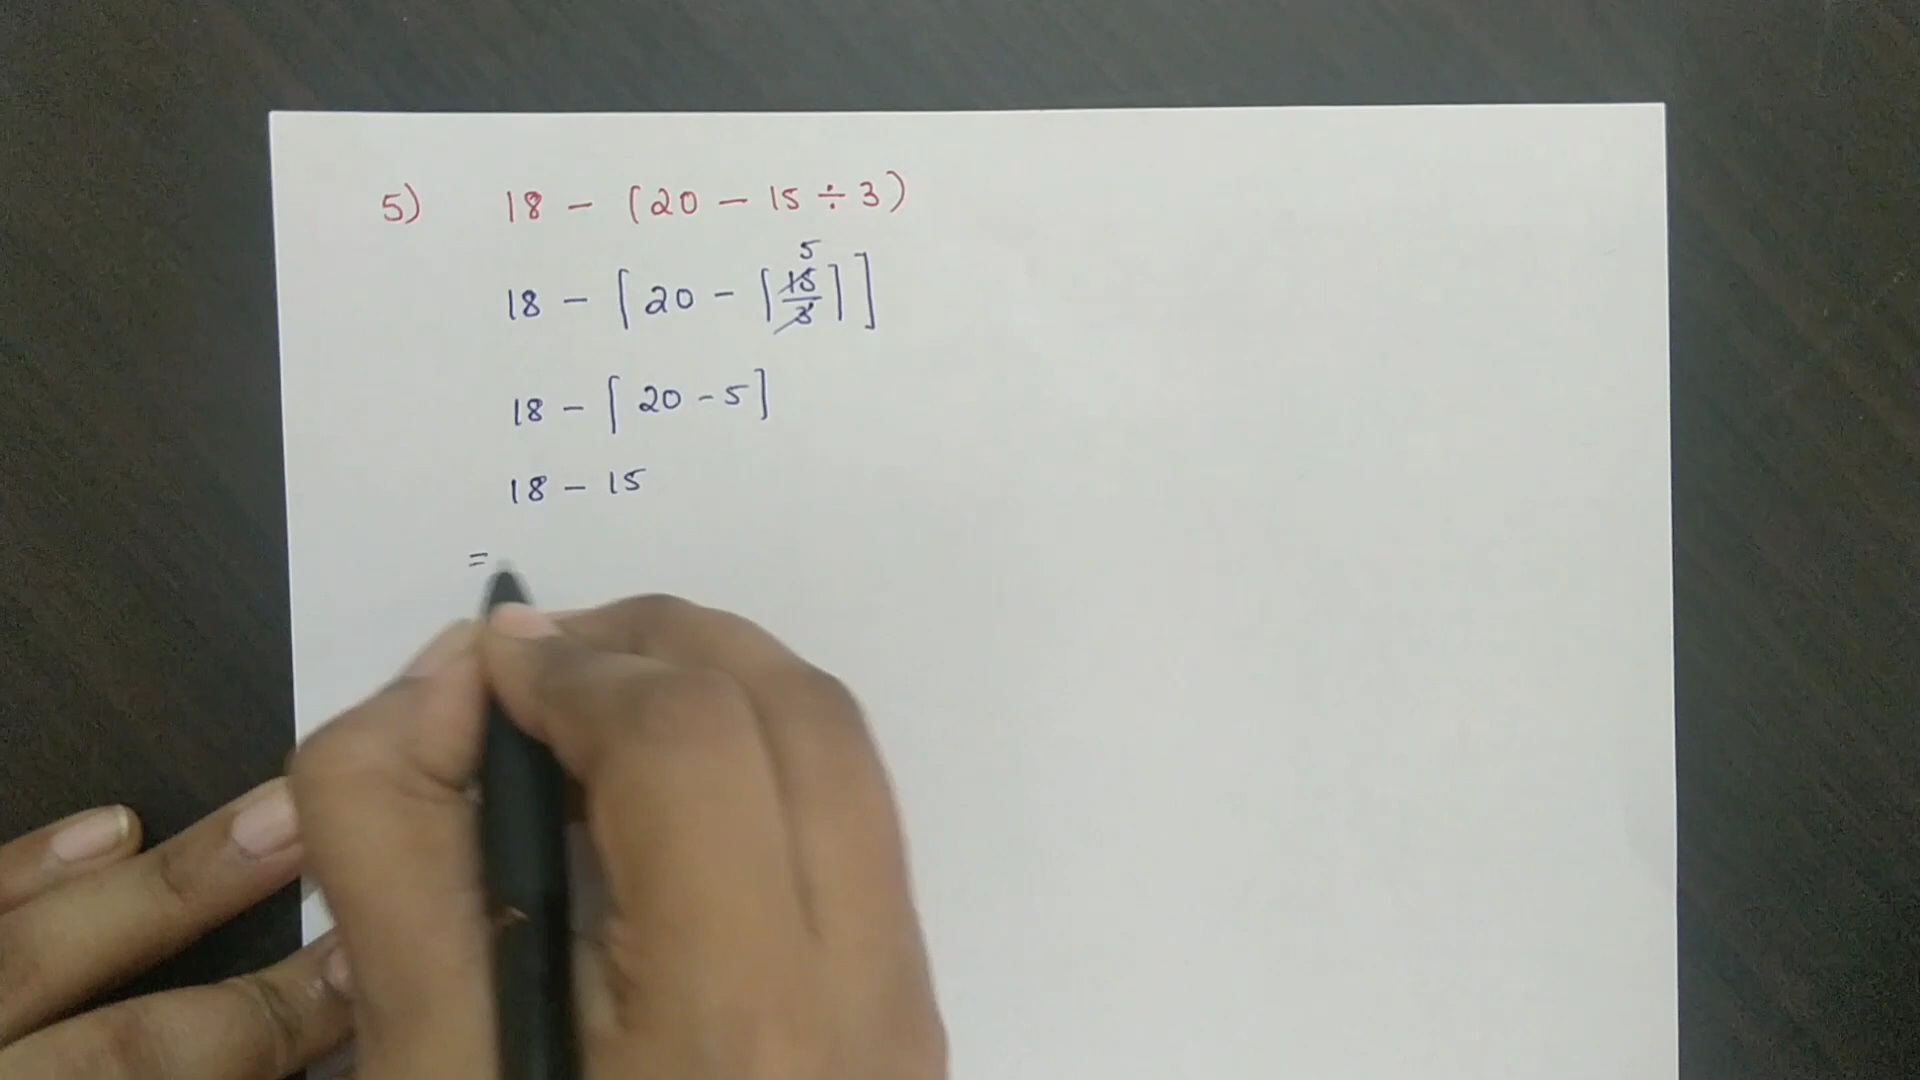 5) 18 - (20 - 15 ÷ 3)
5
18 - [20 - [15/3]]
18 - [20 - 5]
18 - 15
=